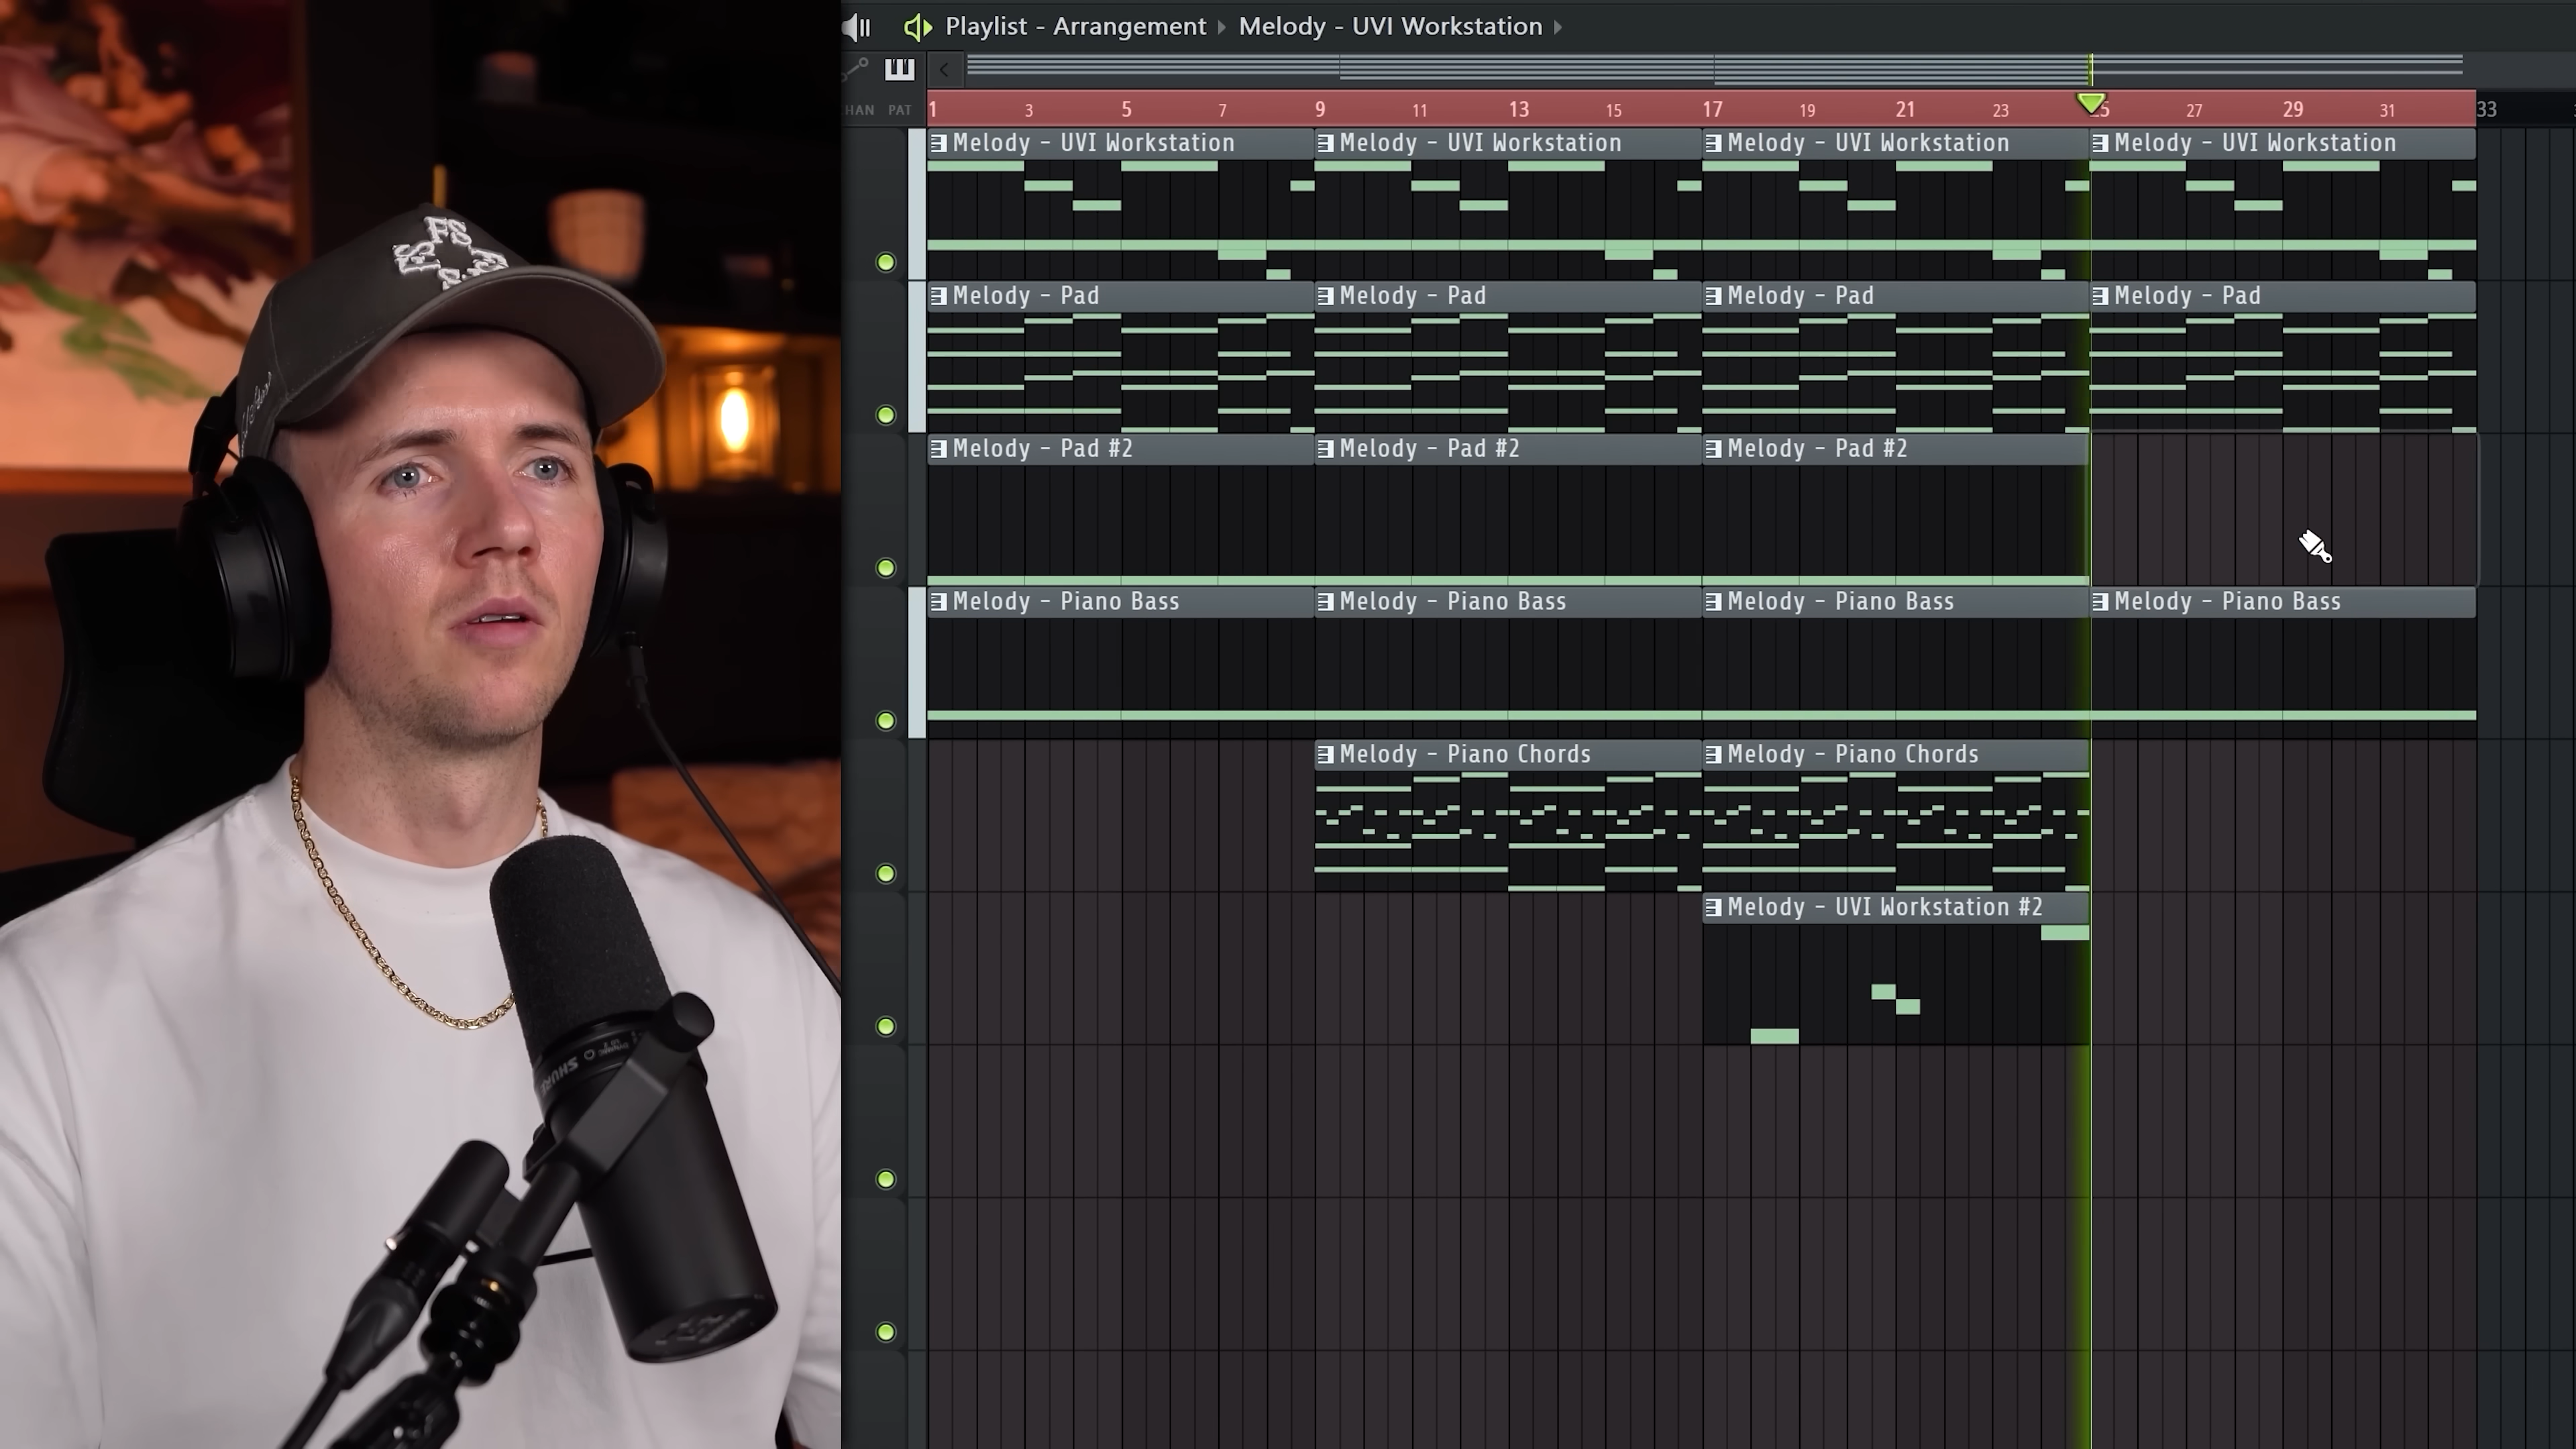 Playlist - Arrangement Melody - UVI Workstation
HAN PAT
1 3 5 7 9 11 13 15 17 19 21 23 25 27 29 31 33
Melody - UVI Workstation Melody - UVI Workstation Melody - UVI Workstation Melody - UVI Workstation
Melody - Pad Melody - Pad Melody - Pad Melody - Pad
Melody - Pad #2 Melody - Pad #2 Melody - Pad #2
Melody - Piano Bass Melody - Piano Bass Melody - Piano Bass Melody - Piano Bass
Melody - Piano Chords Melody - Piano Chords
Melody - UVI Workstation #2
FS
SHURE